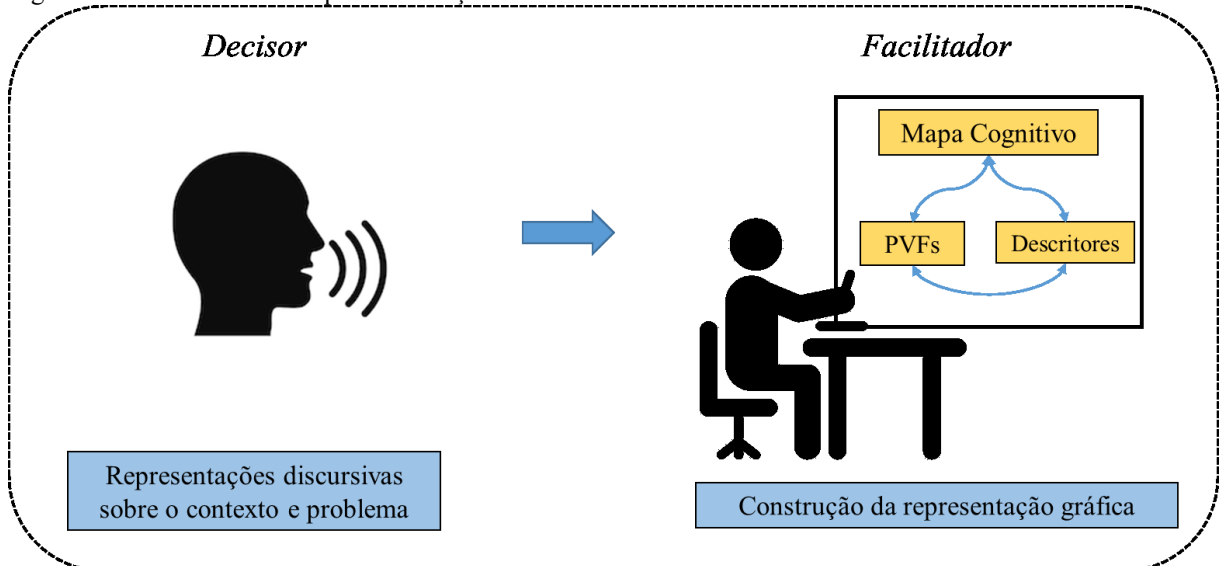 Decisor
Facilitador
Mapa Cognitivo
PVFs
Descritores
Representações discursivas
sobre o contexto e problema
Construção da representação gráfica